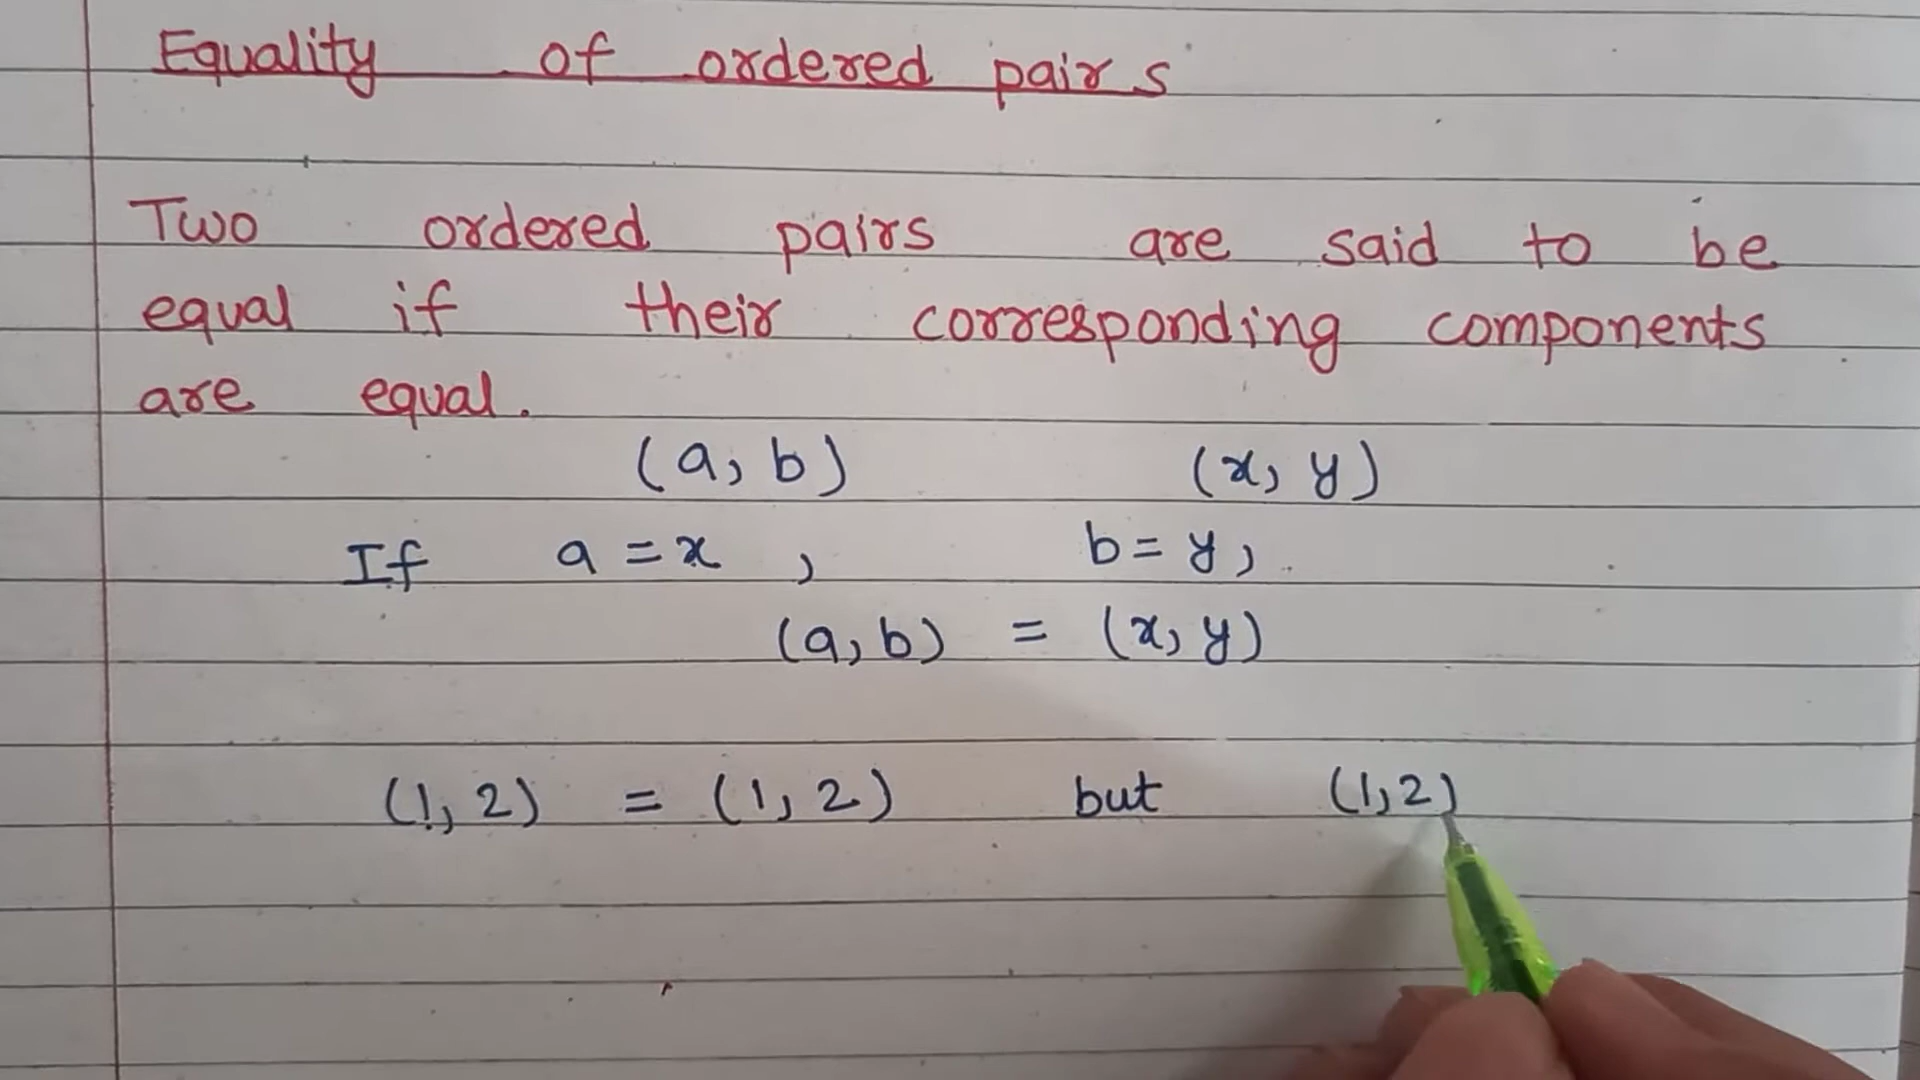 Equality of ordered pairs
Two ordered pairs are said to be
equal if their corresponding components
are equal.
(a, b) (x, y)
If a = x , b = y,
(a, b) = (x, y)
(1, 2) = (1, 2) but (1,2)